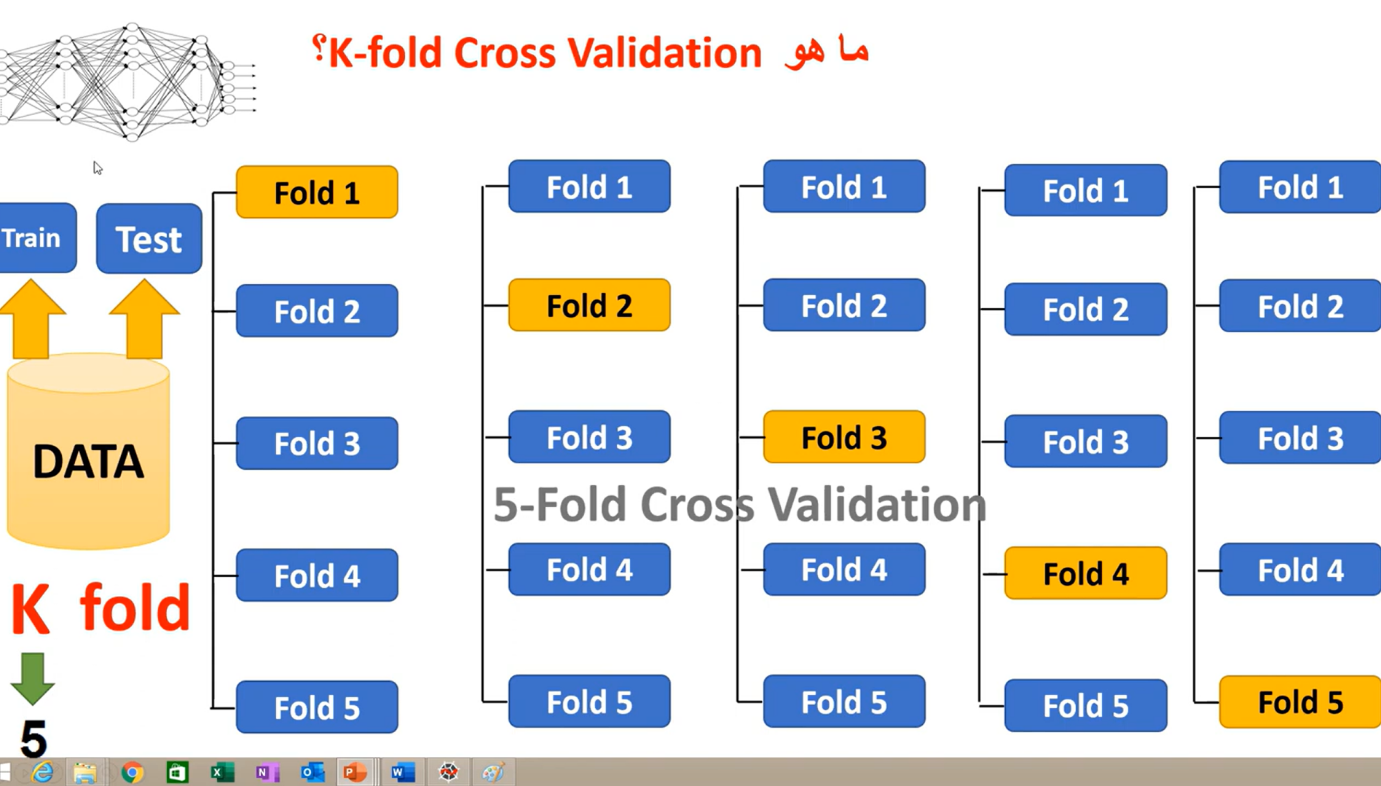 ما هو K-fold Cross Validation؟
Train
Test
DATA
K fold
5
Fold 1
Fold 2
Fold 3
Fold 4
Fold 5
Fold 1
Fold 2
Fold 3
Fold 4
Fold 5
Fold 1
Fold 2
Fold 3
Fold 4
Fold 5
Fold 1
Fold 2
Fold 3
Fold 4
Fold 5
Fold 1
Fold 2
Fold 3
Fold 4
Fold 5
5-Fold Cross Validation